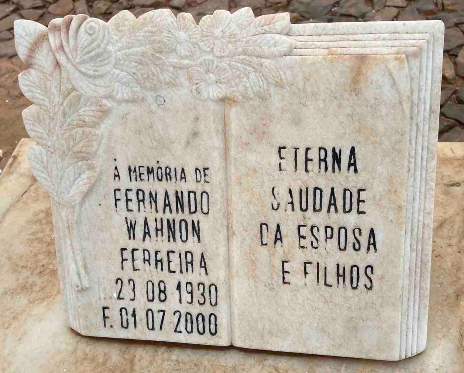 À MEMÓRIA DE
FERNANDO
WAHNON
FERREIRA
23 08 1930
F. 01 07 2000
ETERNA
SAUDADE
DA ESPOSA
E FILHOS